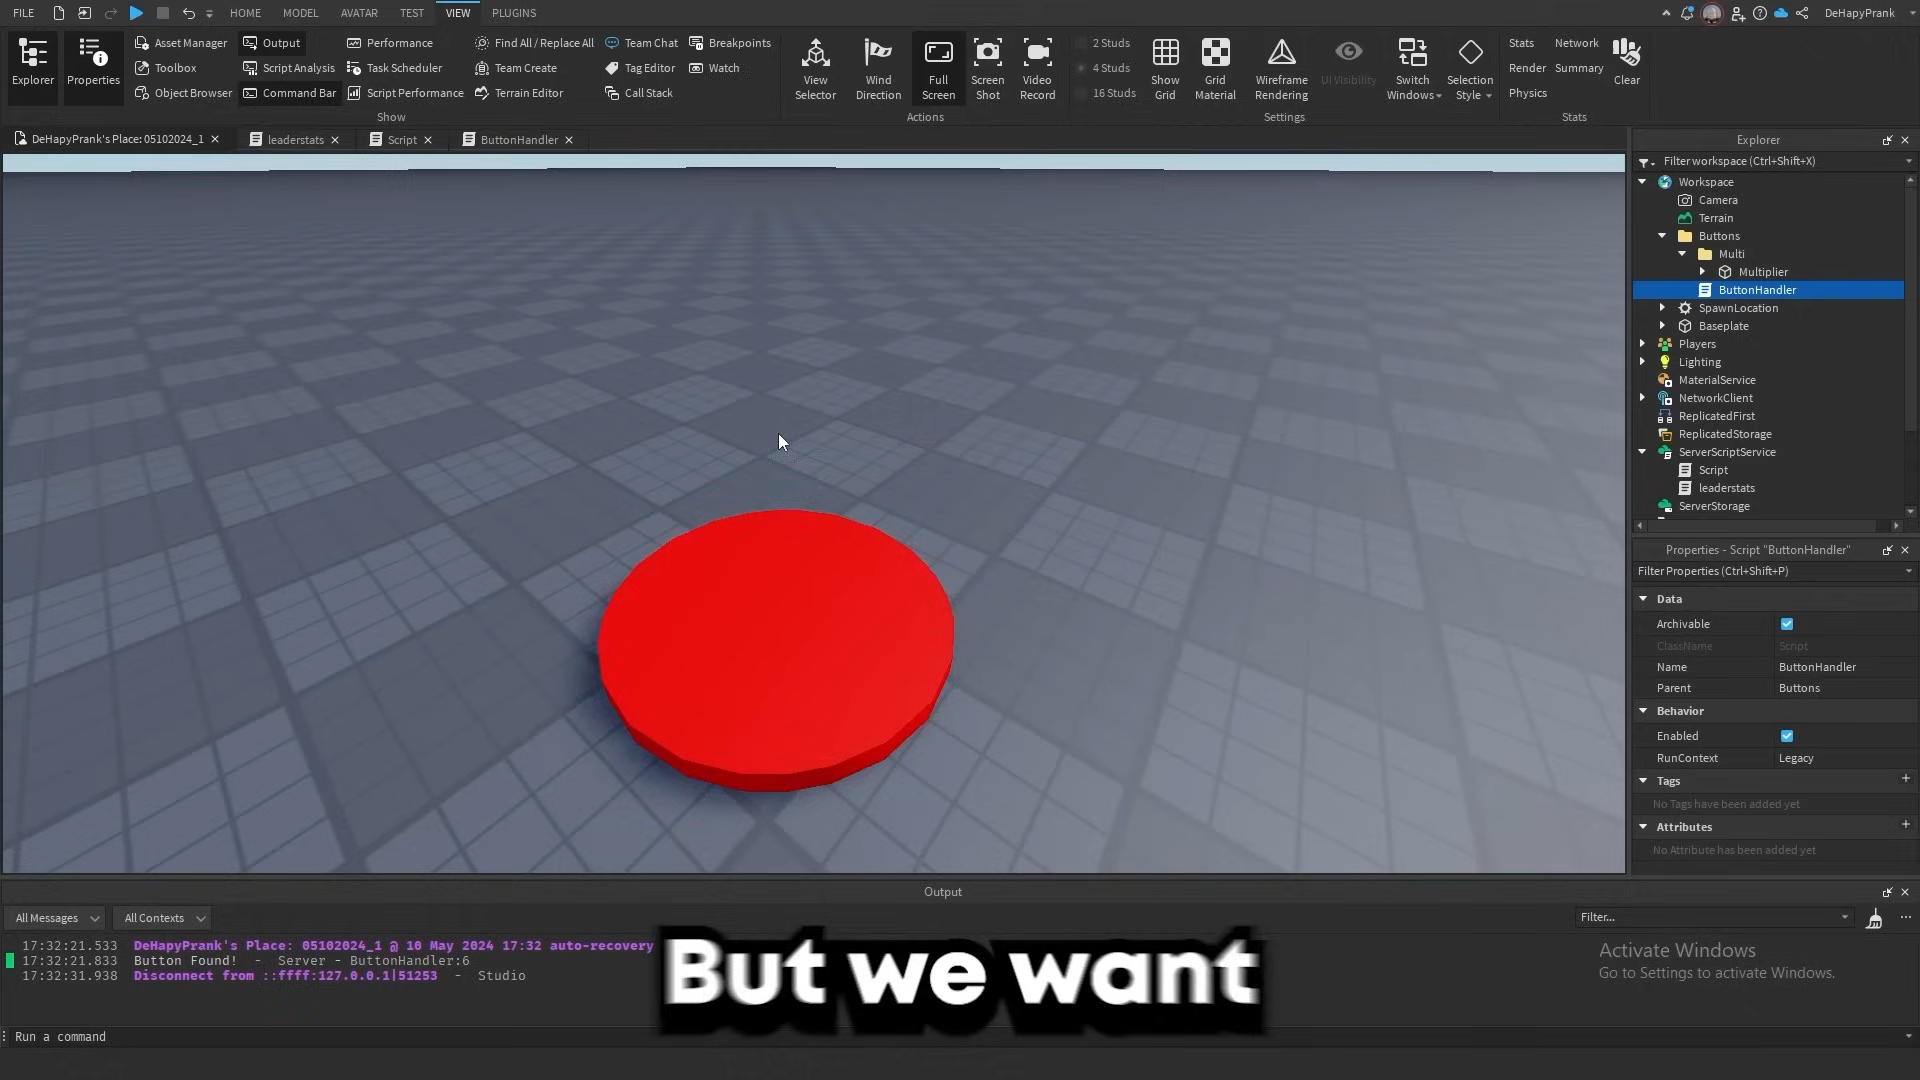 FILE HOME MODEL AVATAR TEST VIEW PLUGINS DeHapyPrank
Explorer Properties Asset Manager Toolbox Object Browser Output Script Analysis Command Bar Performance Task Scheduler Script Performance Find All / Replace All Team Create Terrain Editor Team Chat Tag Editor Call Stack Breakpoints Watch
Show
View Selector Wind Direction Full Screen Screen Shot Video Record
Actions
2 Studs 4 Studs 16 Studs Show Grid Grid Material Wireframe Rendering UI Visibility Switch Windows Selection Style
Settings
Stats Network Render Summary Physics Clear
Stats
DeHapyPrank's Place: 05102024_1 leaderstats Script ButtonHandler
Explorer
Filter workspace (Ctrl+Shift+X)
Workspace
Camera
Terrain
Buttons
Multi
Multiplier
ButtonHandler
SpawnLocation
Baseplate
Players
Lighting
MaterialService
NetworkClient
ReplicatedFirst
ReplicatedStorage
ServerScriptService
Script
leaderstats
ServerStorage
Properties - Script "ButtonHandler"
Filter Properties (Ctrl+Shift+P)
Data
Archivable
ClassName Script
Name ButtonHandler
Parent Buttons
Behavior
Enabled
RunContext Legacy
Tags
No Tags have been added yet
Attributes
No Attribute has been added yet
Output
All Messages All Contexts Filter...
17:32:21.533 DeHapyPrank's Place: 05102024_1 @ 10 May 2024 17:32 auto-recovery
17:32:21.833 Button Found! - Server - ButtonHandler:6
17:32:31.938 Disconnect from ::ffff:127.0.0.1|51253 - Studio
But we want
Activate Windows
Go to Settings to activate Windows.
Run a command